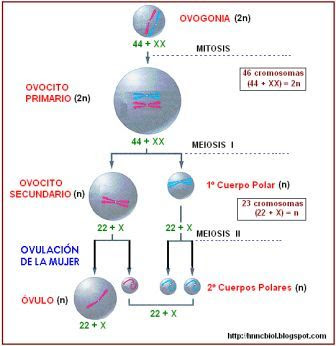 OVOGONIA (2n)
44 + XX
MITOSIS
OVOCITO
PRIMARIO (2n)
46 cromosomas
(44 + XX) = 2n
44 + XX
MEIOSIS I
OVOCITO
SECUNDARIO (n)
1º Cuerpo Polar (n)
23 cromosomas
(22 + X) = n
22 + X
22 + X
MEIOSIS II
OVULACIÓN
DE LA MUJER
ÓVULO (n)
2º Cuerpos Polares (n)
22 + X
22 + X
http://hnncbiol.blogspot.com